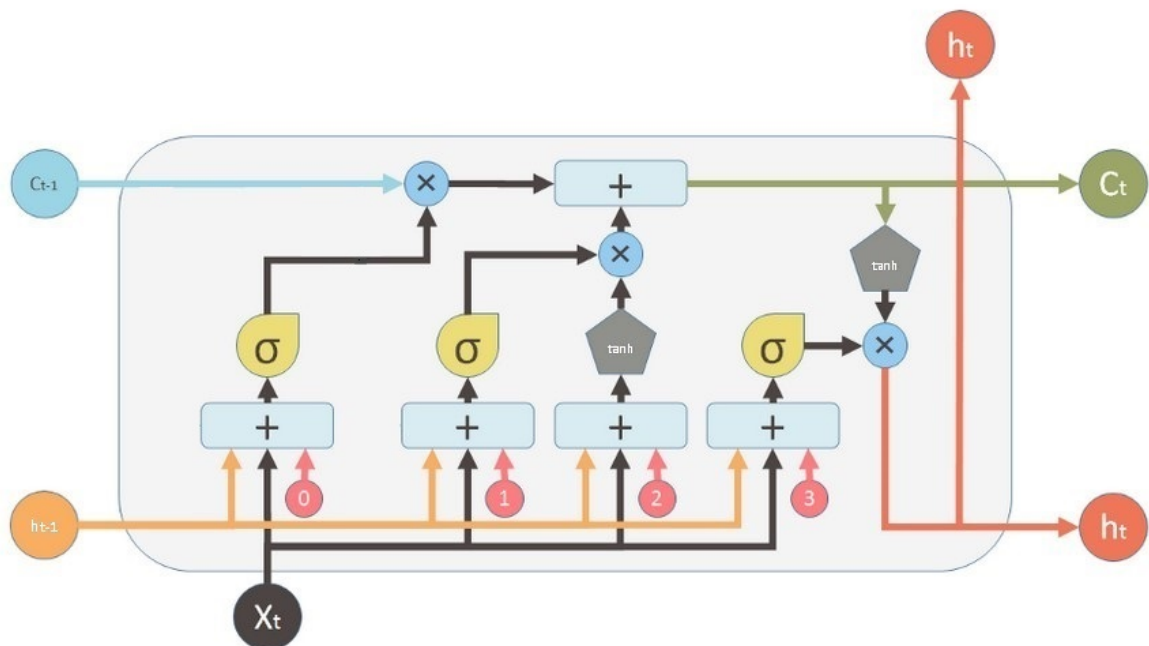 ht
Ct-1
×
+
Ct
×
tanh
σ
σ
tanh
σ
×
+
+
+
+
0
1
2
3
ht-1
ht
Xt